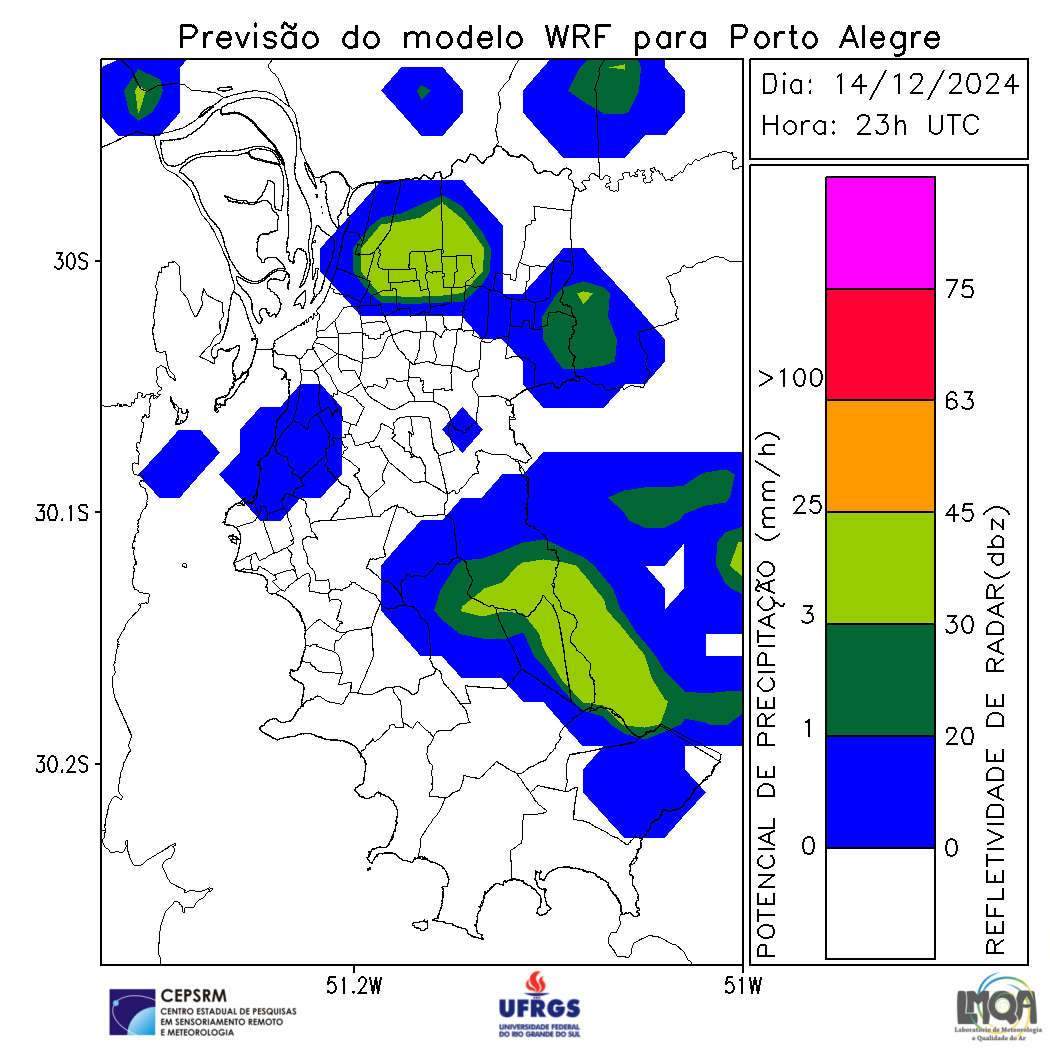 Previsão do modelo WRF para Porto Alegre
Dia: 14/12/2024
Hora: 23h UTC
30S
30.1S
30.2S
51.2W
51W
POTENCIAL DE PRECIPITAÇÃO (mm/h)
>100
25
3
1
0
75
63
45
30
20
0
REFLETIVIDADE DE RADAR(dbz)
CEPSRM
CENTRO ESTADUAL DE PESQUISAS
EM SENSORIAMENTO REMOTO
E METEOROLOGIA
UFRGS
UNIVERSIDADE FEDERAL
DO RIO GRANDE DO SUL
LMQA
Laboratório de Meteorologia
e Qualidade do Ar